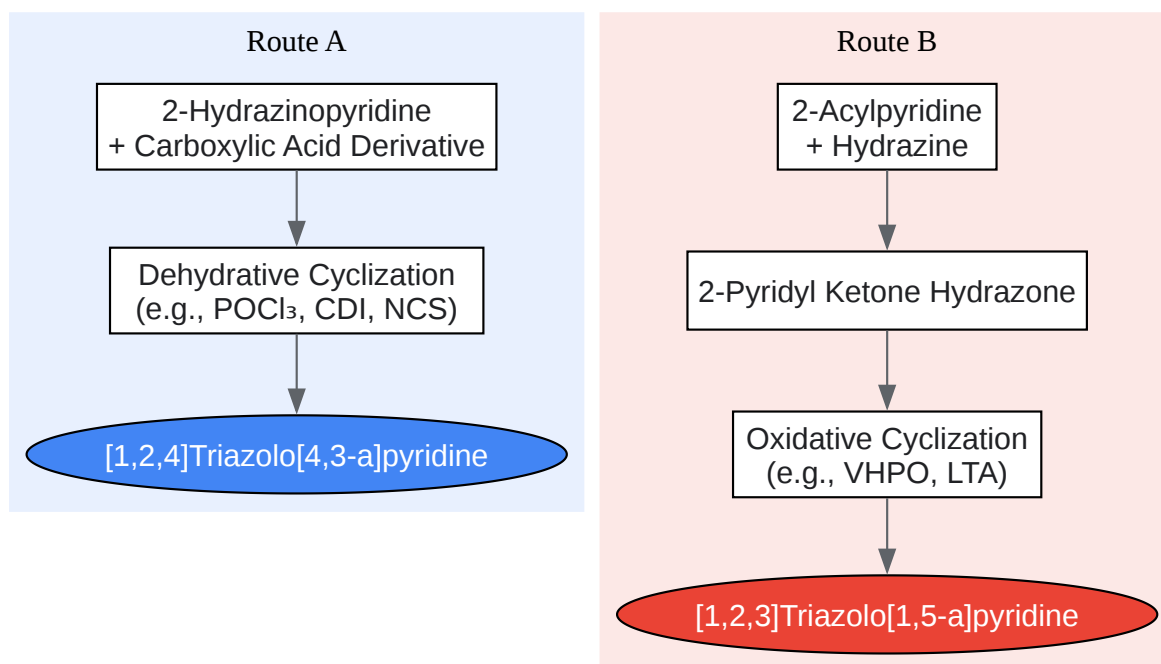 Route A
2-Hydrazinopyridine
+ Carboxylic Acid Derivative
Dehydrative Cyclization
(e.g., POCl₃, CDI, NCS)
[1,2,4]Triazolo[4,3-a]pyridine
Route B
2-Acylpyridine
+ Hydrazine
2-Pyridyl Ketone Hydrazone
Oxidative Cyclization
(e.g., VHPO, LTA)
[1,2,3]Triazolo[1,5-a]pyridine